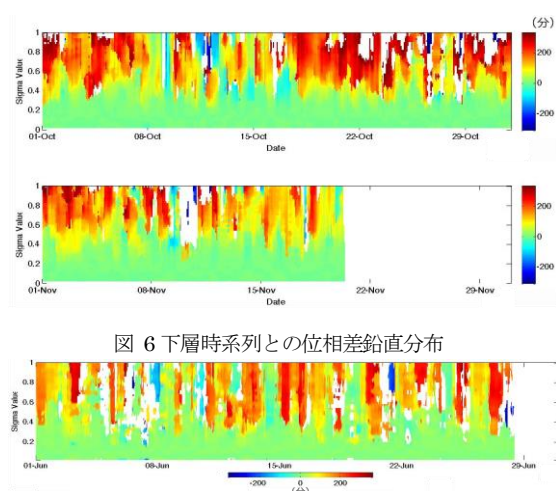 (分)
Sigma Value
1
0.8
0.6
0.4
0.2
0
01-Oct 08-Oct 15-Oct 22-Oct 29-Oct
Date
200
0
-200
Sigma Value
1
0.8
0.6
0.4
0.2
0
01-Nov 08-Nov 15-Nov 22-Nov 29-Nov
Date
200
0
-200
図 6 下層時系列との位相差鉛直分布
Sigma Value
1
0.8
0.6
0.4
0.2
01-Jun 08-Jun 15-Jun 22-Jun 29-Jun
-200 0 200
(分)